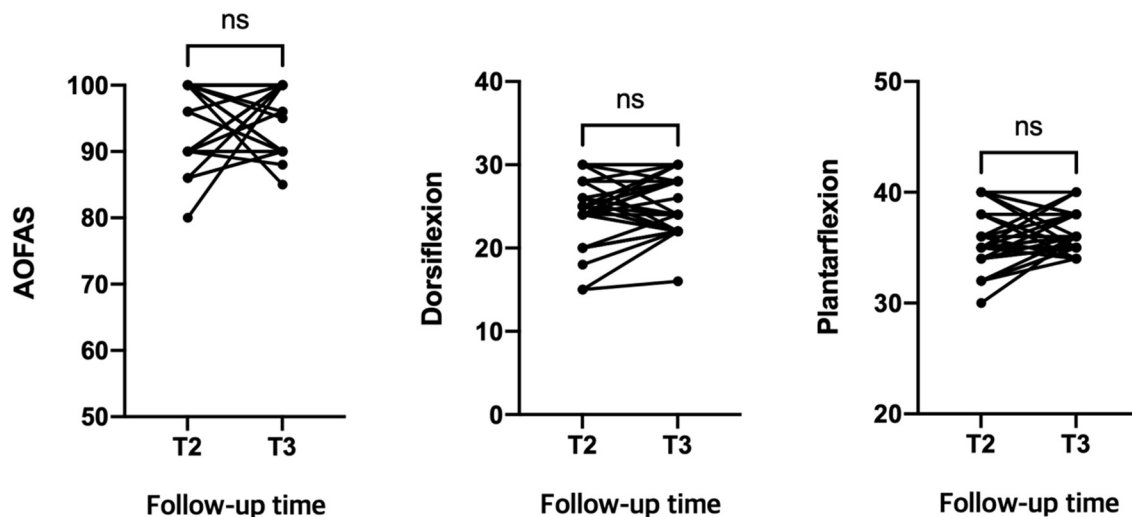 ns
AOFAS
100
90
80
70
60
50
T2 T3
Follow-up time
ns
Dorsiflexion
40
30
20
10
0
T2 T3
Follow-up time
ns
Plantarflexion
50
40
30
20
T2 T3
Follow-up time